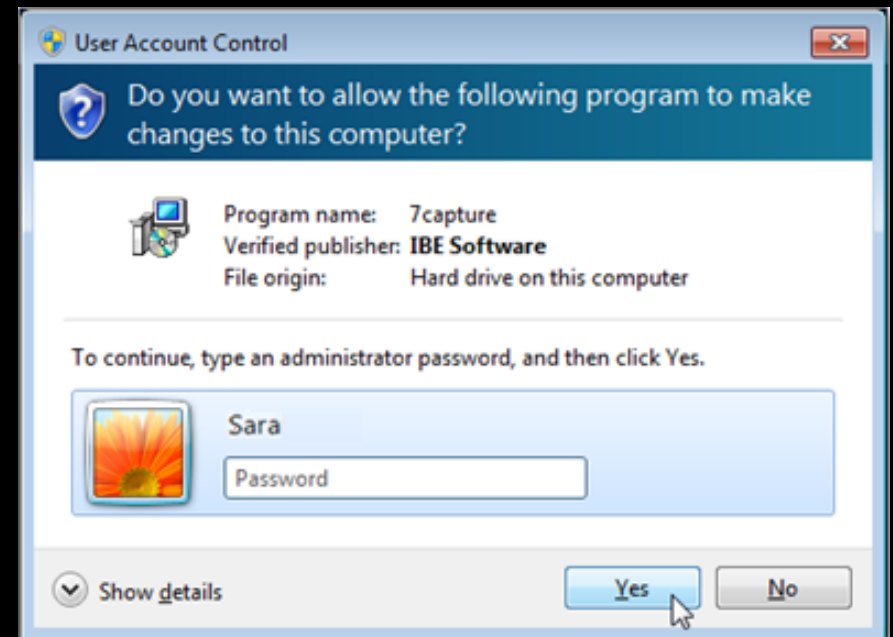 User Account Control
Do you want to allow the following program to make
changes to this computer?
Program name: 7capture
Verified publisher: IBE Software
File origin: Hard drive on this computer
To continue, type an administrator password, and then click Yes.
Sara
Password
Show details
Yes
No